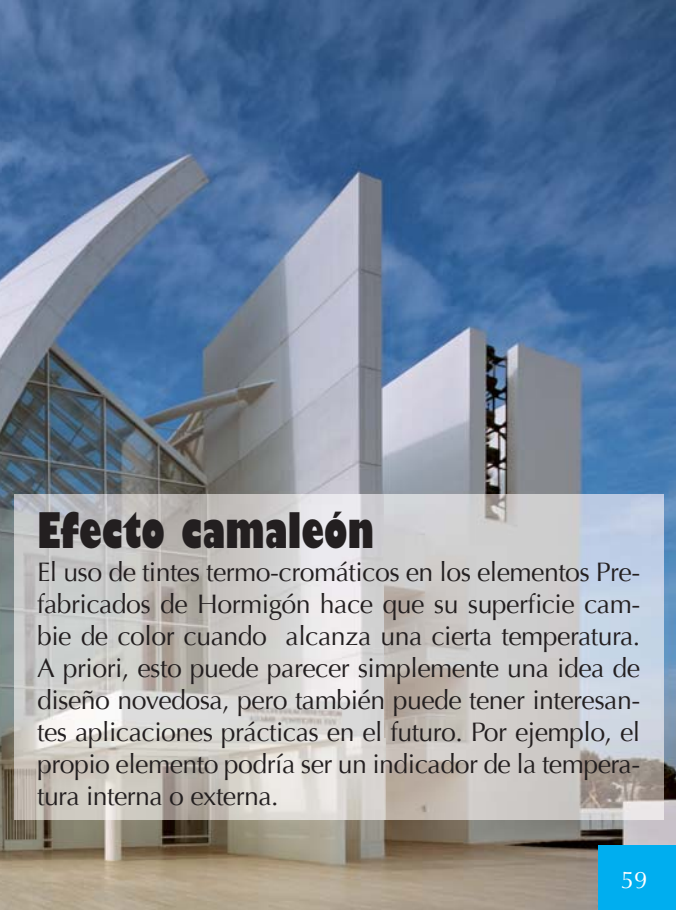 Efecto camaleón
El uso de tintes termo-cromáticos en los elementos Pre-
fabricados de Hormigón hace que su superficie cam-
bie de color cuando alcanza una cierta temperatura.
A priori, esto puede parecer simplemente una idea de
diseño novedosa, pero también puede tener interesan-
tes aplicaciones prácticas en el futuro. Por ejemplo, el
propio elemento podría ser un indicador de la tempera-
tura interna o externa.
59